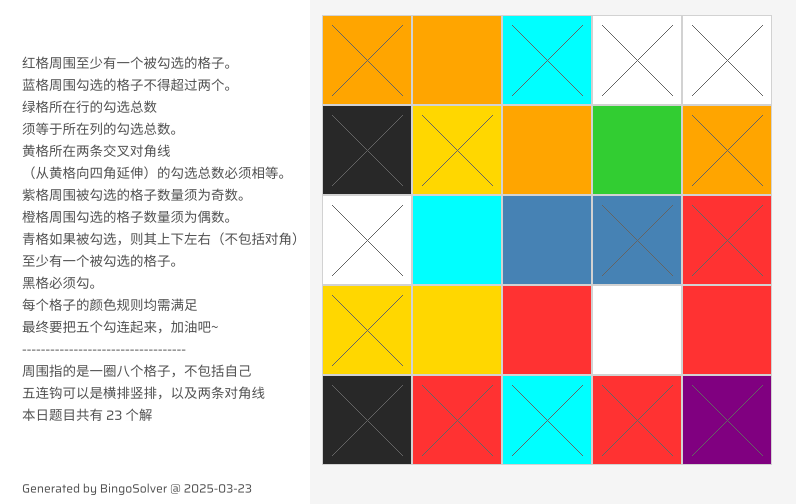 红格周围至少有一个被勾选的格子。
蓝格周围勾选的格子不得超过两个。
绿格所在行的勾选总数
须等于所在列的勾选总数。
黄格所在两条交叉对角线
（从黄格向四角延伸）的勾选总数必须相等。
紫格周围被勾选的格子数量须为奇数。
橙格周围勾选的格子数量须为偶数。
青格如果被勾选，则其上下左右（不包括对角）
至少有一个被勾选的格子。
黑格必须勾。
每个格子的颜色规则均需满足
最终要把五个勾连起来，加油吧~
----------------------------------
周围指的是一圈八个格子，不包括自己
五连钩可以是横排竖排，以及两条对角线
本日题目共有 23 个解
Generated by BingoSolver @ 2025-03-23